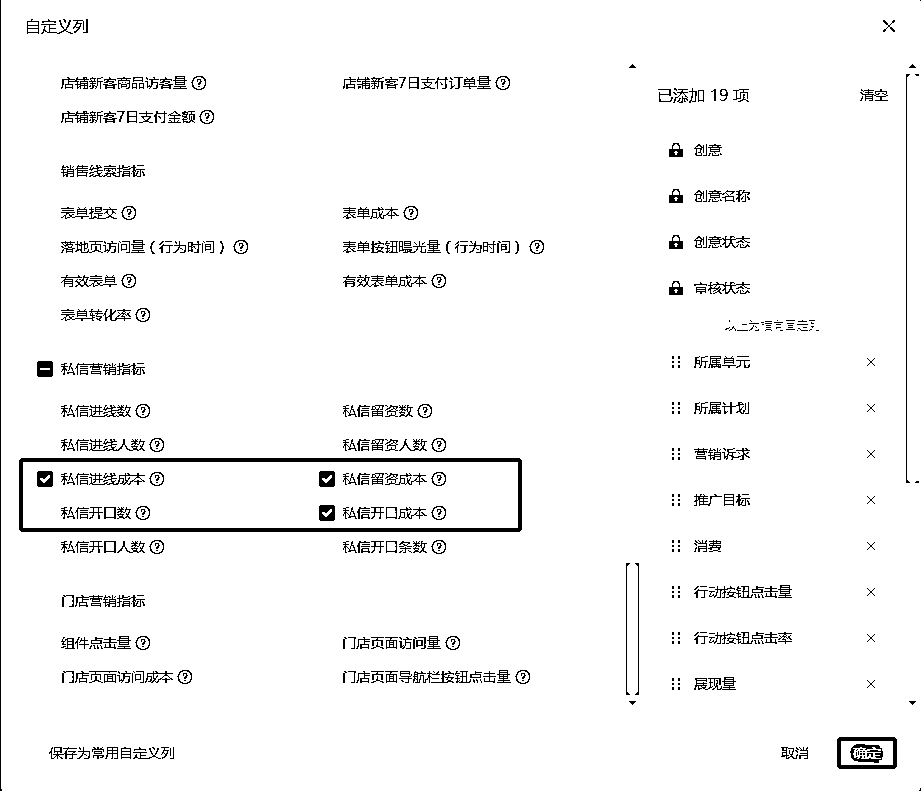 自定义列
店铺新客商品访客量
店铺新客7日支付订单量
店铺新客7日支付金额
销售线索指标
表单提交
表单成本
落地页访问量（行为时间）
表单按钮曝光量（行为时间）
有效表单
有效表单成本
表单转化率
私信营销指标
私信进线数
私信留资数
私信进线人数
私信留资人数
私信进线成本
私信留资成本
私信开口数
私信开口成本
私信开口人数
私信开口条数
门店营销指标
组件点击量
门店页面访问量
门店页面访问成本
门店页面导航栏按钮点击量
保存为常用自定义列
已添加 19 项
清空
创意
创意名称
创意状态
审核状态
所属单元
所属计划
营销诉求
推广目标
消费
行动按钮点击量
行动按钮点击率
展现量
取消
确定